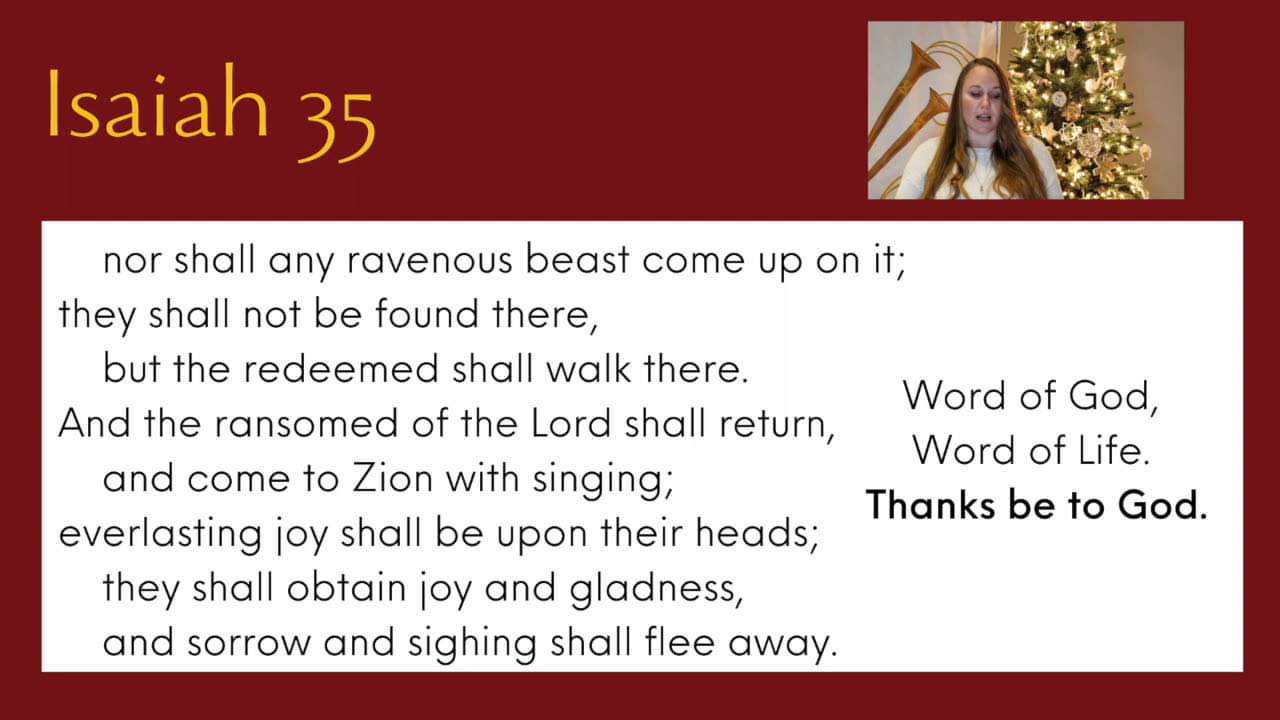 Isaiah 35
nor shall any ravenous beast come up on it;
they shall not be found there,
but the redeemed shall walk there.
And the ransomed of the Lord shall return,
and come to Zion with singing;
everlasting joy shall be upon their heads;
they shall obtain joy and gladness,
and sorrow and sighing shall flee away.
Word of God,
Word of Life.
Thanks be to God.